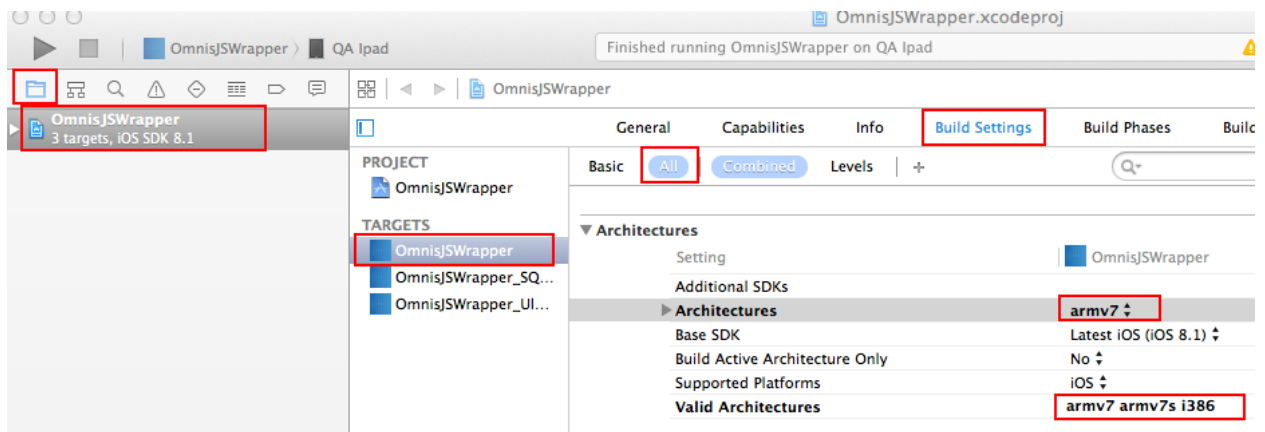 OmnisJSWrapper.xcodeproj
OmnisJSWrapper QA Ipad
Finished running OmnisJSWrapper on QA Ipad
OmnisJSWrapper
OmnisJSWrapper
3 targets, iOS SDK 8.1
General Capabilities Info Build Settings Build Phases Build
PROJECT
OmnisJSWrapper
TARGETS
OmnisJSWrapper
OmnisJSWrapper_SQ...
OmnisJSWrapper_UI...
Basic All Combined Levels +
Architectures
Setting OmnisJSWrapper
Additional SDKs
Architectures armv7
Base SDK Latest iOS (iOS 8.1)
Build Active Architecture Only No
Supported Platforms iOS
Valid Architectures armv7 armv7s i386